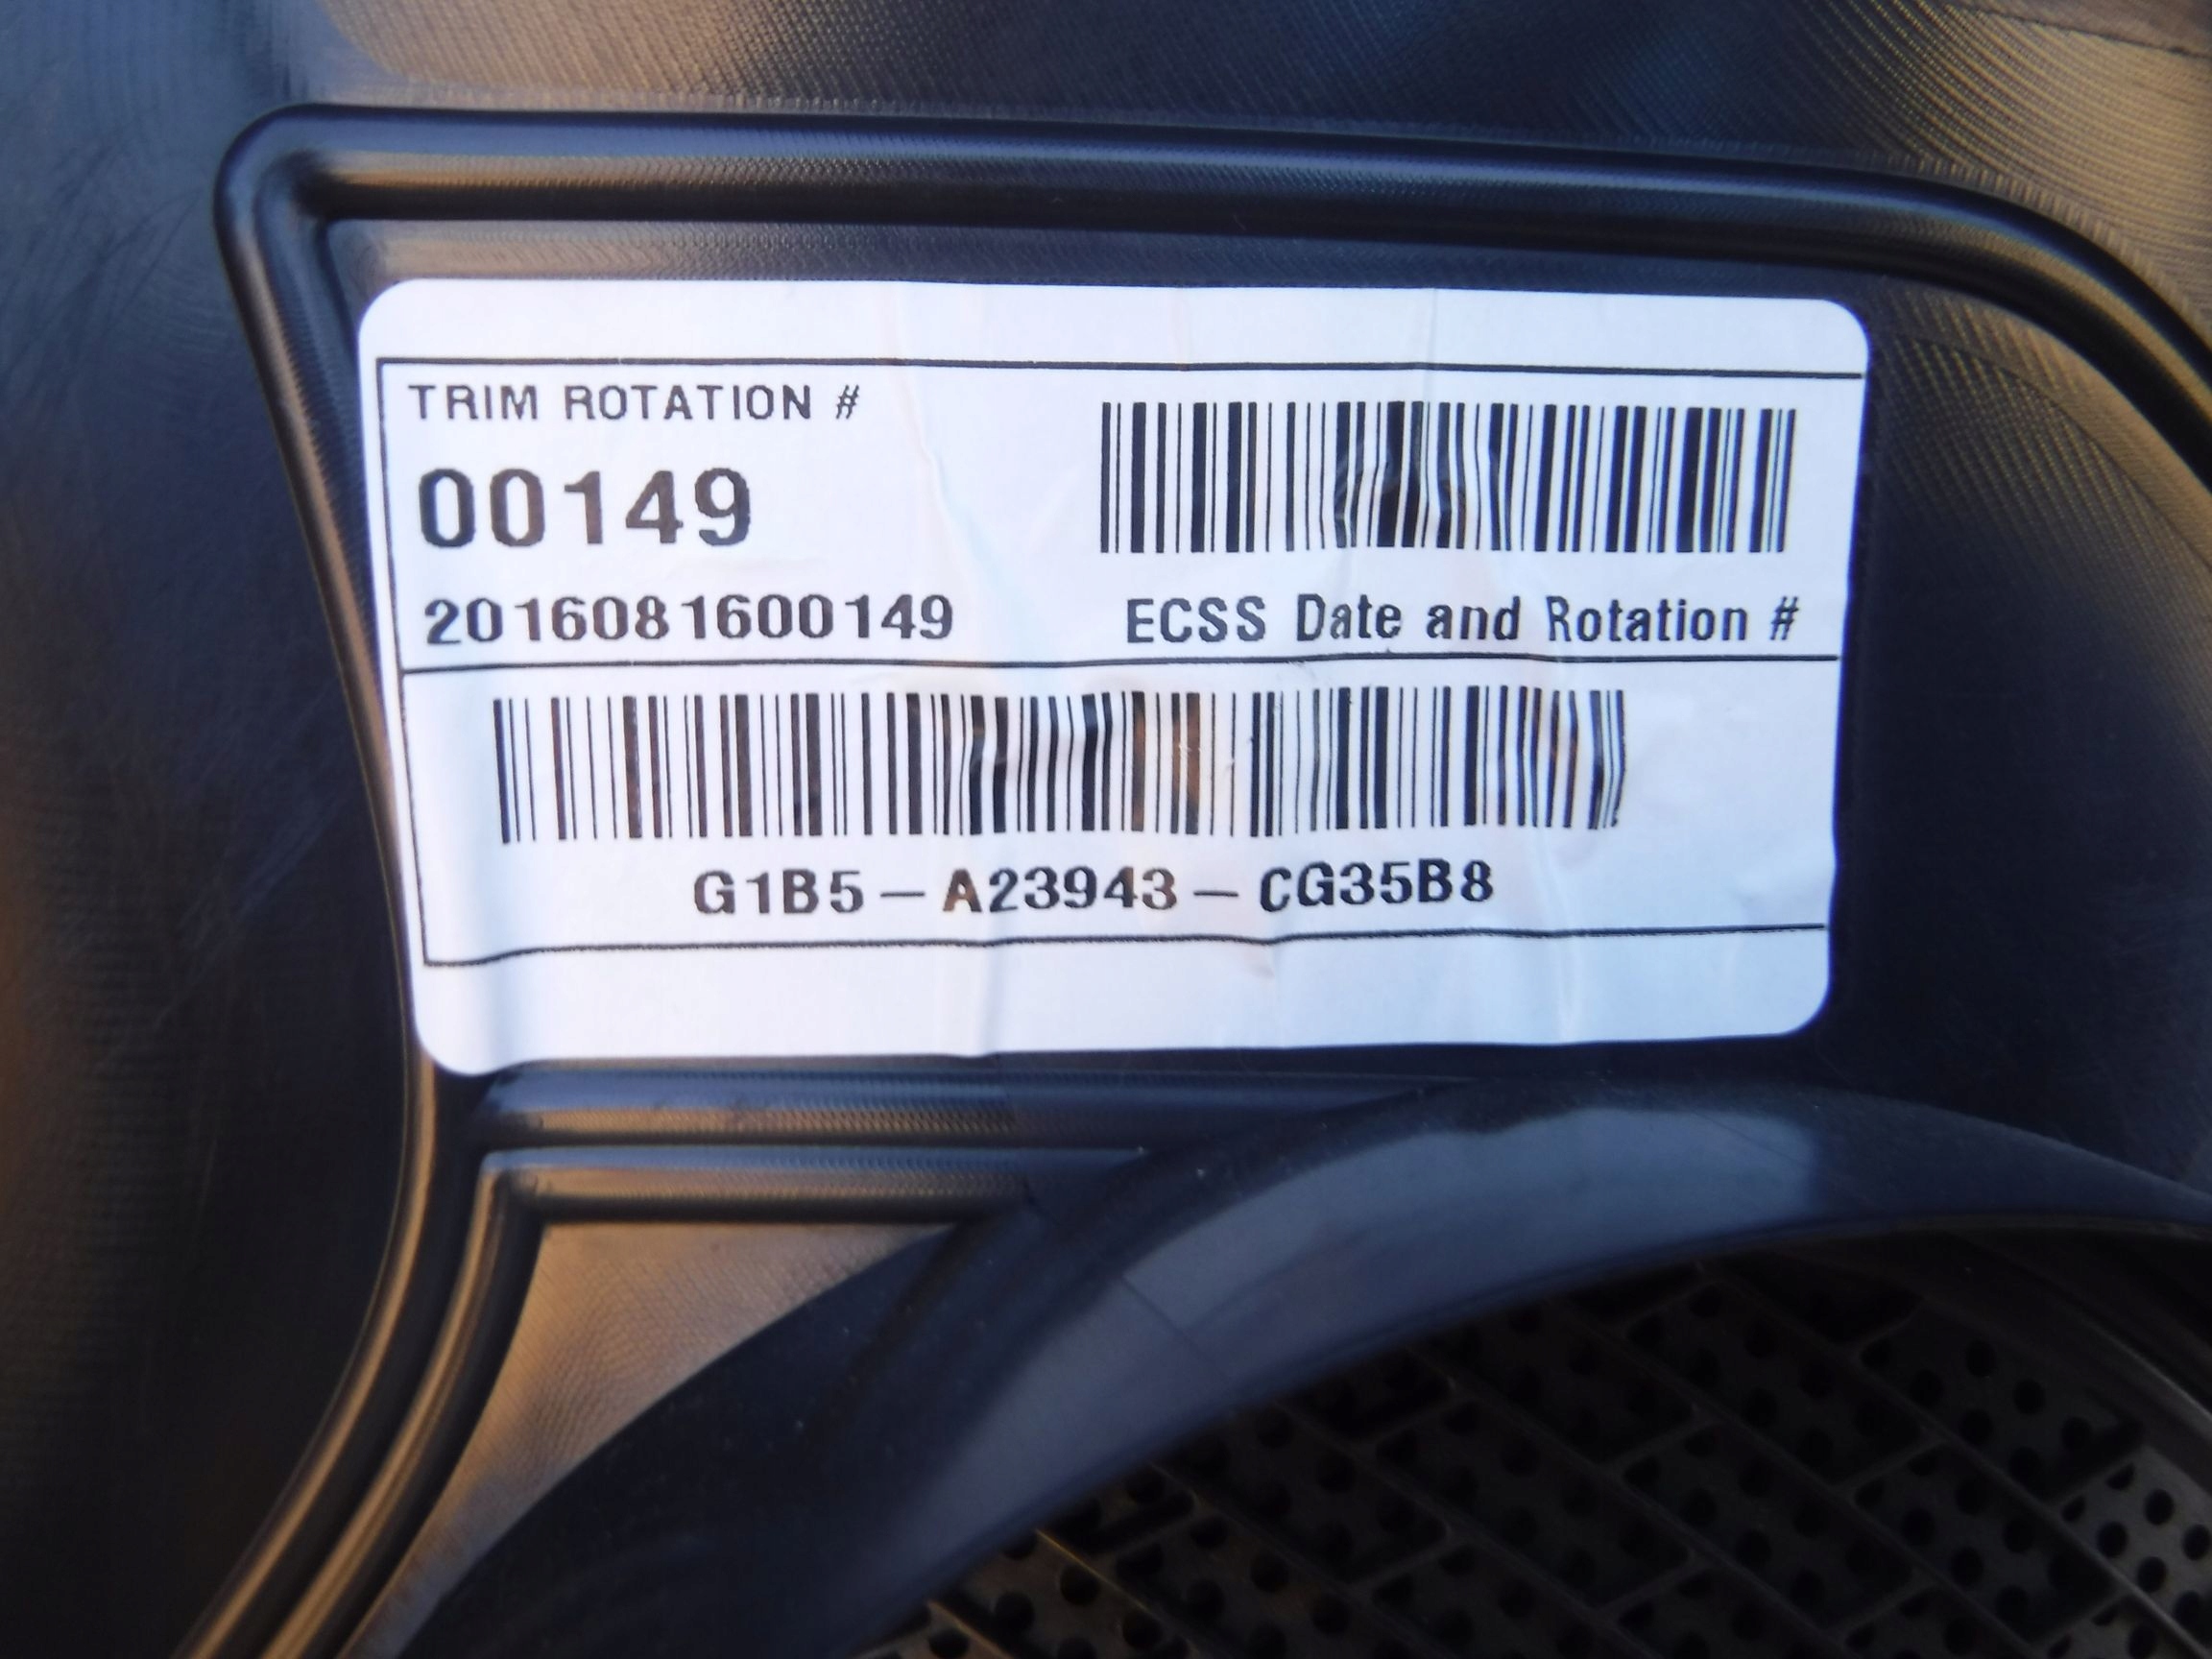 TRIM ROTATION #
00149
2016081600149
ECSS Date and Rotation #
G1B5-A23943-CG35B8